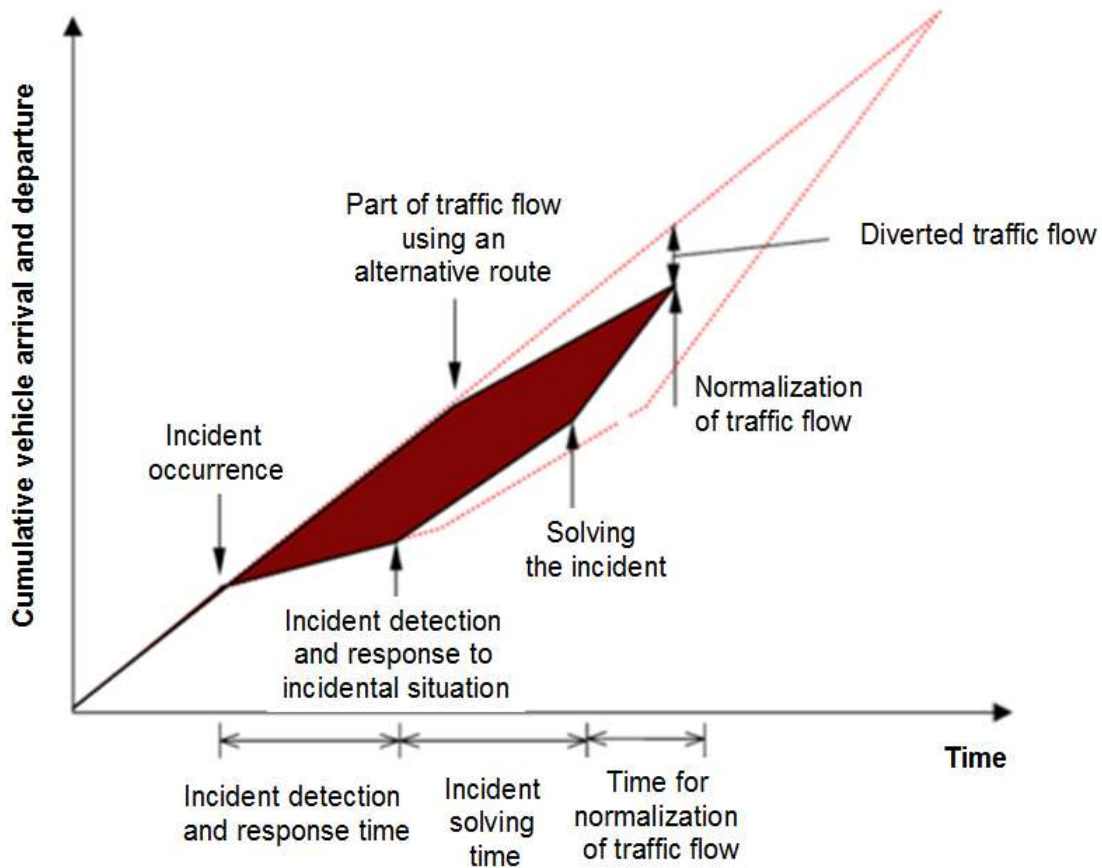 Cumulative vehicle arrival and departure
Part of traffic flow
using an
alternative route
Diverted traffic flow
Incident
occurrence
Normalization
of traffic flow
Solving
the incident
Incident detection
and response to
incidental situation
Time
Incident detection
and response time
Incident
solving
time
Time for
normalization
of traffic flow